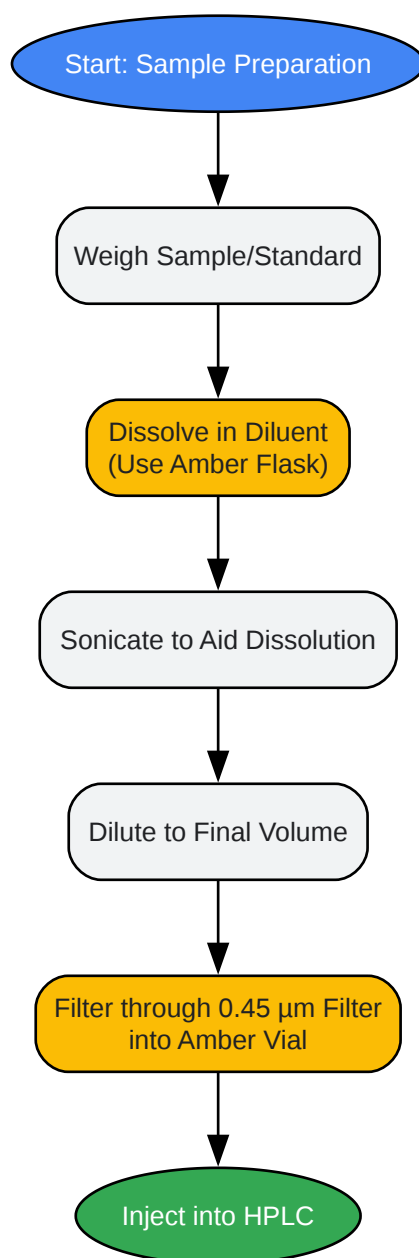 Start: Sample Preparation
Weigh Sample/Standard
Dissolve in Diluent
(Use Amber Flask)
Sonicate to Aid Dissolution
Dilute to Final Volume
Filter through 0.45 µm Filter
into Amber Vial
Inject into HPLC